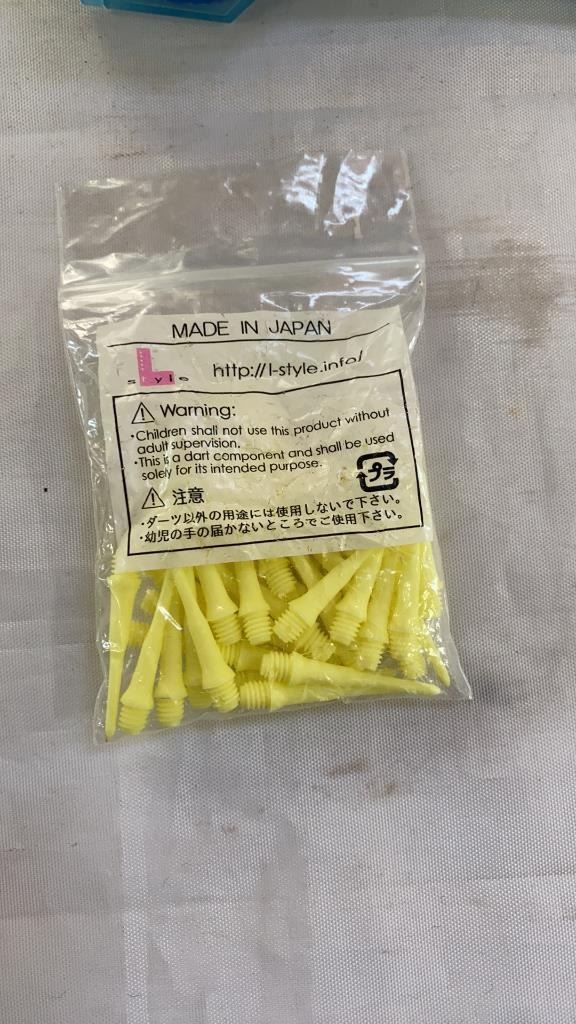 MADE IN JAPAN
L
style
http://l-style.info/
Warning:
・Children shall not use this product without
adult supervision.
・This is a dart component and shall be used
solely for its intended purpose.
プラ
注意
・ダーツ以外の用途には使用しないで下さい。
・幼児の手の届かないところでご使用下さい。